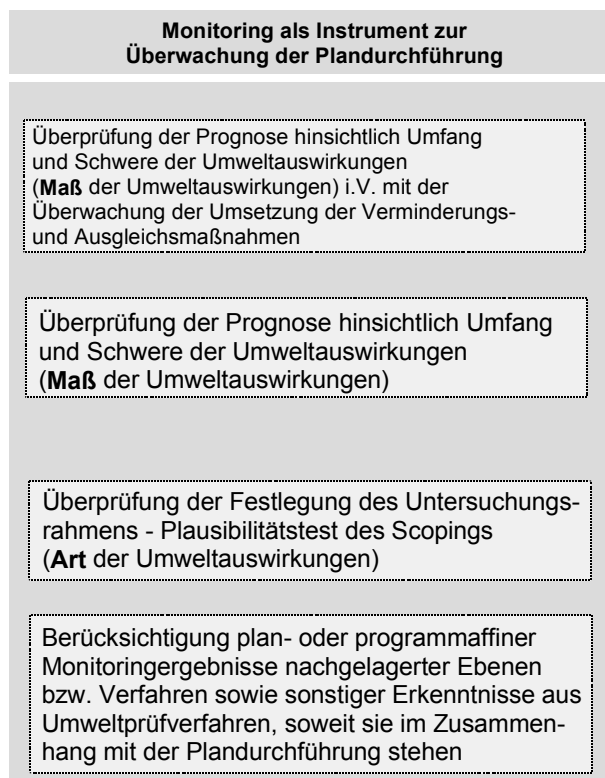 Monitoring als Instrument zur
Überwachung der Plandurchführung
Überprüfung der Prognose hinsichtlich Umfang
und Schwere der Umweltauswirkungen
(Maß der Umweltauswirkungen) i.V. mit der
Überwachung der Umsetzung der Verminderungs-
und Ausgleichsmaßnahmen
Überprüfung der Prognose hinsichtlich Umfang
und Schwere der Umweltauswirkungen
(Maß der Umweltauswirkungen)
Überprüfung der Festlegung des Untersuchungs-
rahmens - Plausibilitätstest des Scopings
(Art der Umweltauswirkungen)
Berücksichtigung plan- oder programmaffiner
Monitoringergebnisse nachgelagerter Ebenen
bzw. Verfahren sowie sonstiger Erkenntnisse aus
Umweltprüfverfahren, soweit sie im Zusammen-
hang mit der Plandurchführung stehen